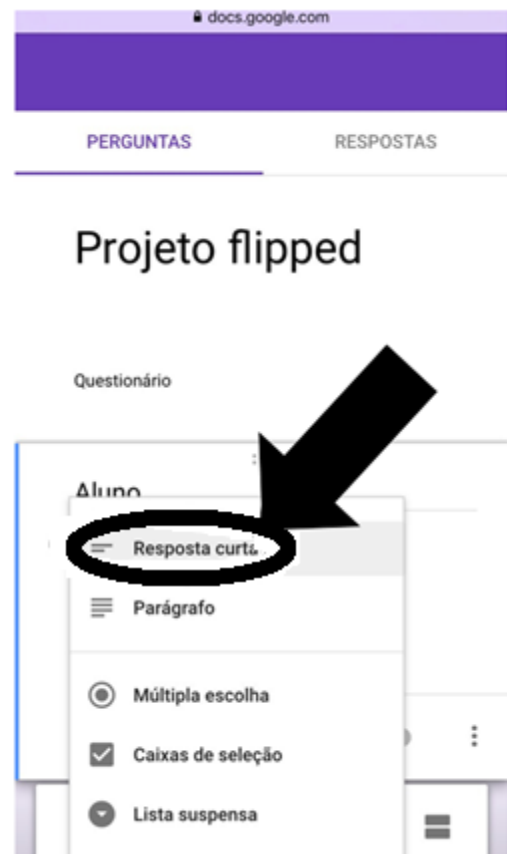 docs.google.com
PERGUNTAS RESPOSTAS
Projeto flipped
Questionário
Aluno
Resposta curta
Parágrafo
Múltipla escolha
Caixas de seleção
Lista suspensa